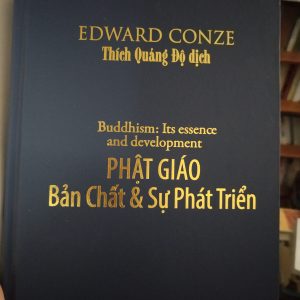 EDWARD CONZE
Thích Quảng Độ dịch
Buddhism: Its essence
and development
PHẬT GIÁO
Bản Chất & Sự Phát Triển